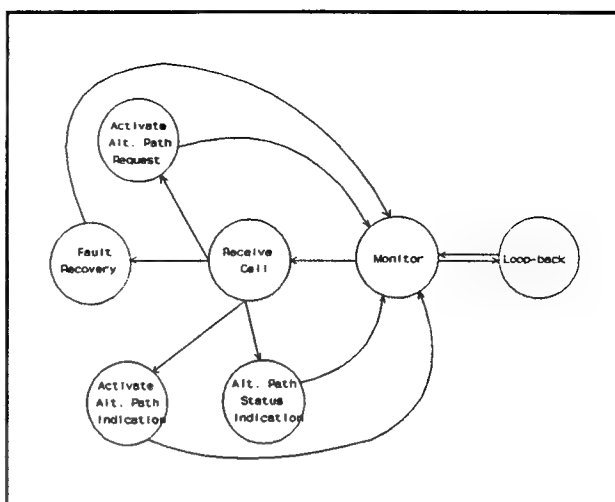 Activate
Alt. Path
Request
Fault
Recovery
Receive
Cell
Monitor
Loop-back
Activate
Alt. Path
Indication
Alt. Path
Status
Indication